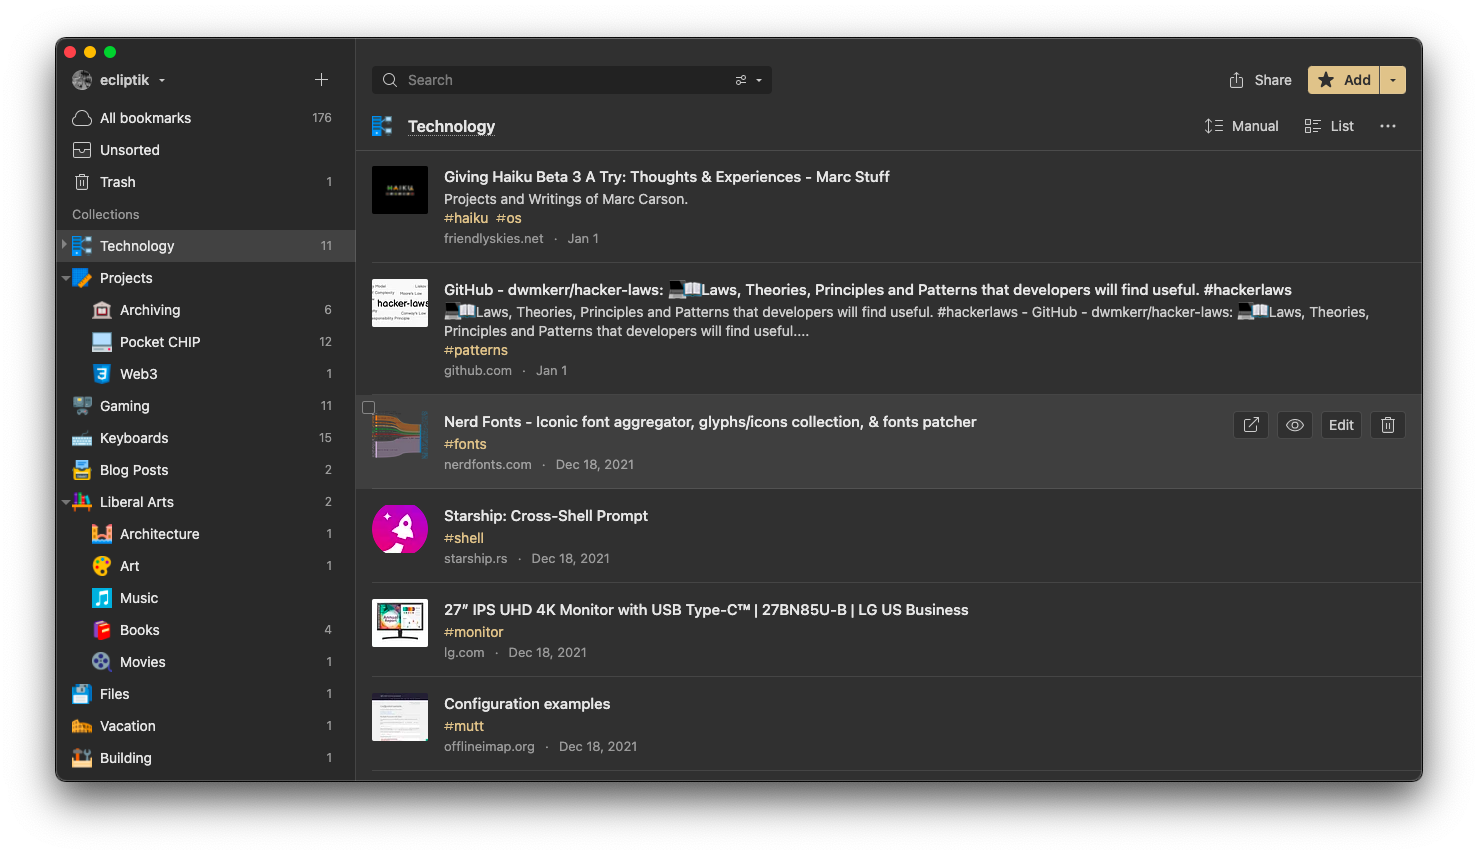 ecliptik
All bookmarks 176
Unsorted
Trash 1
Collections
Technology 11
Projects
Archiving 6
Pocket CHIP 12
Web3 1
Gaming 11
Keyboards 15
Blog Posts 2
Liberal Arts 2
Architecture 1
Art 1
Music
Books 4
Movies 1
Files 1
Vacation 1
Building 1
Search
Share
Add
Technology
Manual
List
HAIKU
Giving Haiku Beta 3 A Try: Thoughts & Experiences - Marc Stuff
Projects and Writings of Marc Carson.
#haiku #os
friendlyskies.net · Jan 1
hacker-laws
GitHub - dwmkerr/hacker-laws: 💻📖Laws, Theories, Principles and Patterns that developers will find useful. #hackerlaws
💻📖Laws, Theories, Principles and Patterns that developers will find useful. #hackerlaws - GitHub - dwmkerr/hacker-laws: 💻📖Laws, Theories,
Principles and Patterns that developers will find useful....
#patterns
github.com · Jan 1
Nerd Fonts - Iconic font aggregator, glyphs/icons collection, & fonts patcher
#fonts
nerdfonts.com · Dec 18, 2021
Edit
Starship: Cross-Shell Prompt
#shell
starship.rs · Dec 18, 2021
27” IPS UHD 4K Monitor with USB Type-C™ | 27BN85U-B | LG US Business
#monitor
lg.com · Dec 18, 2021
Configuration examples
#mutt
offlineimap.org · Dec 18, 2021